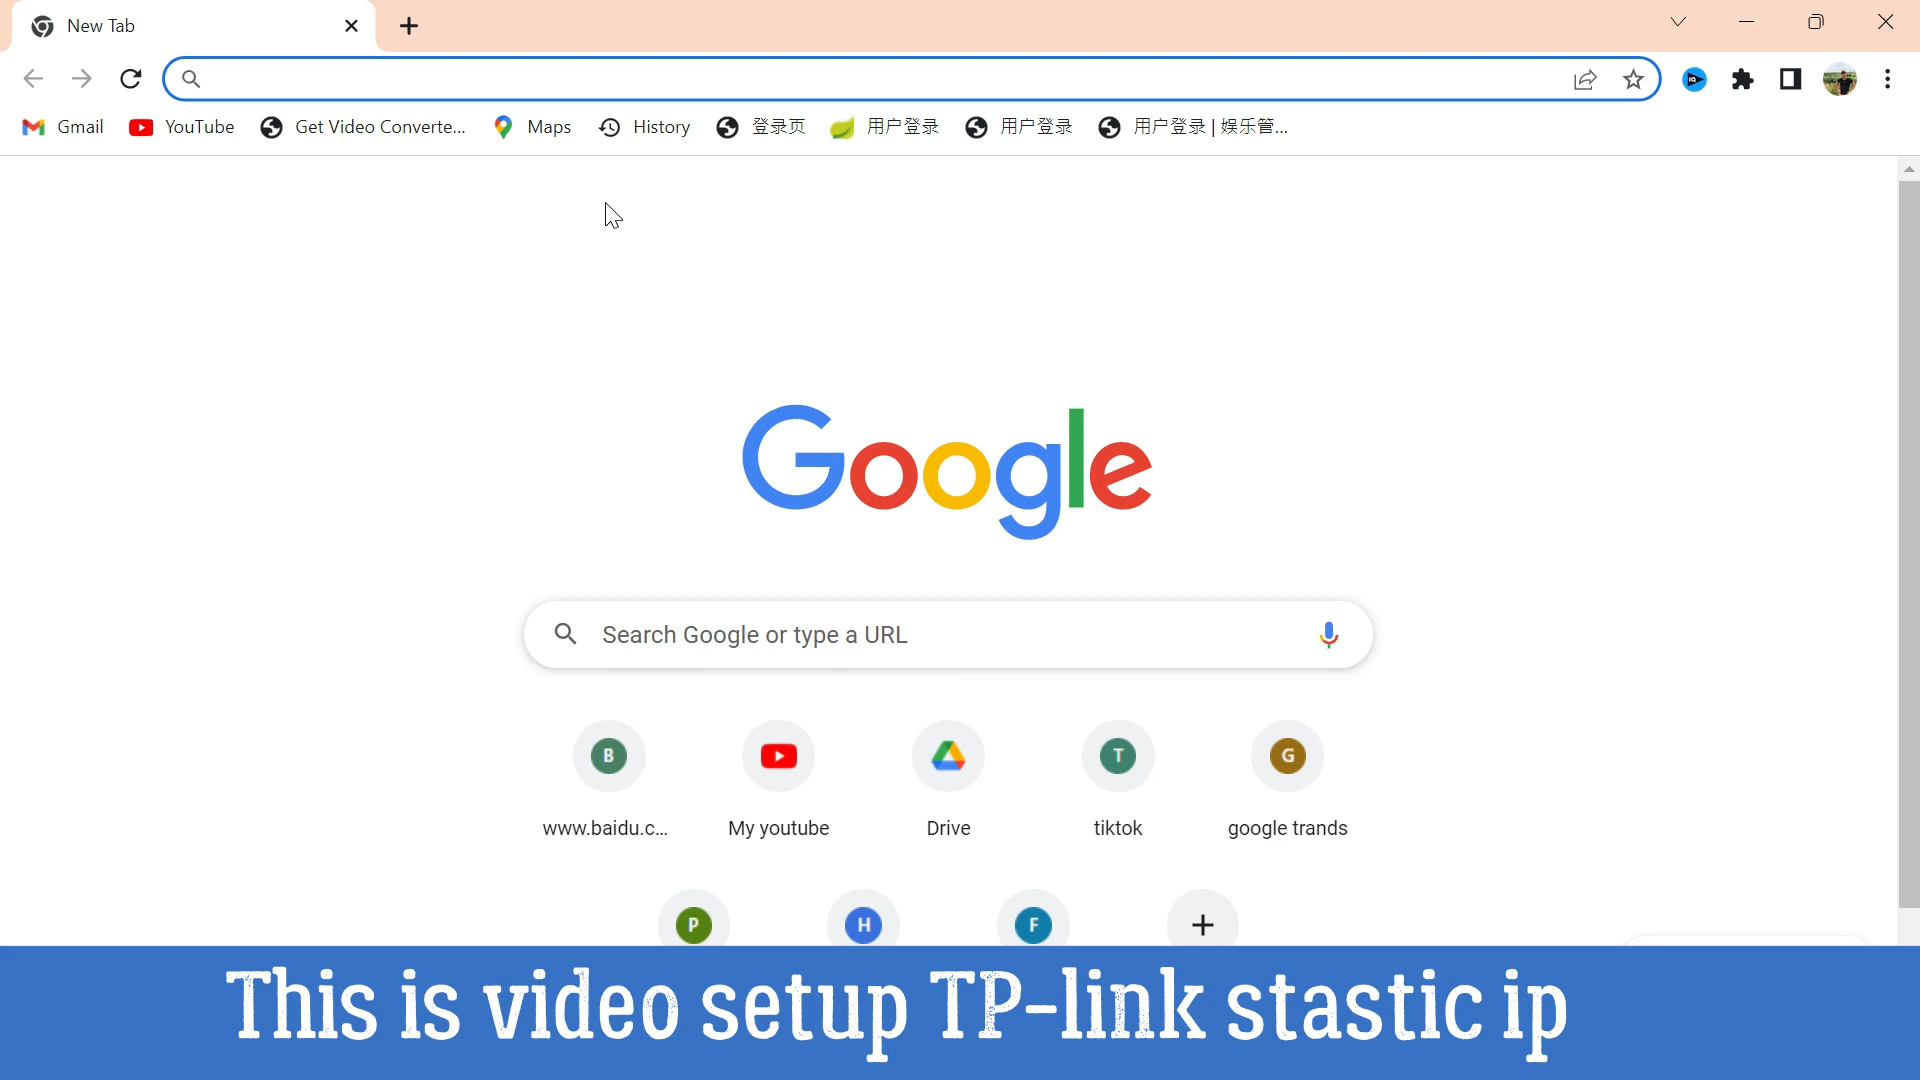 New Tab
Gmail YouTube Get Video Converte... Maps History 登录页 用户登录 用户登录 用户登录 | 娱乐管...
Google
Search Google or type a URL
B T G
www.baidu.c... My youtube Drive tiktok google trands
P H F
This is video setup TP-link stastic ip